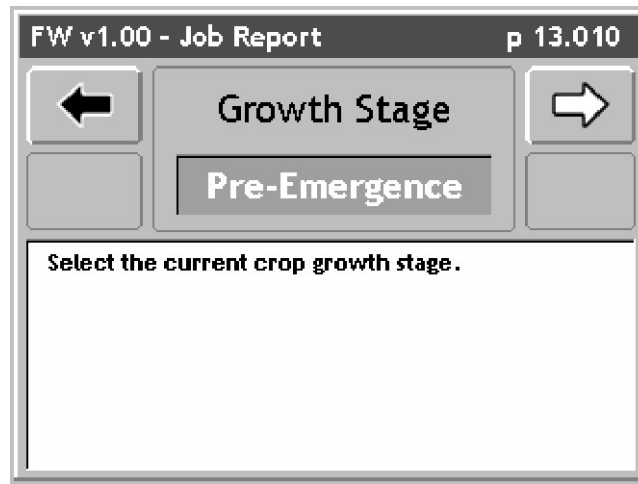 FW v1.00 - Job Report p 13.010
Growth Stage
Pre-Emergence
Select the current crop growth stage.